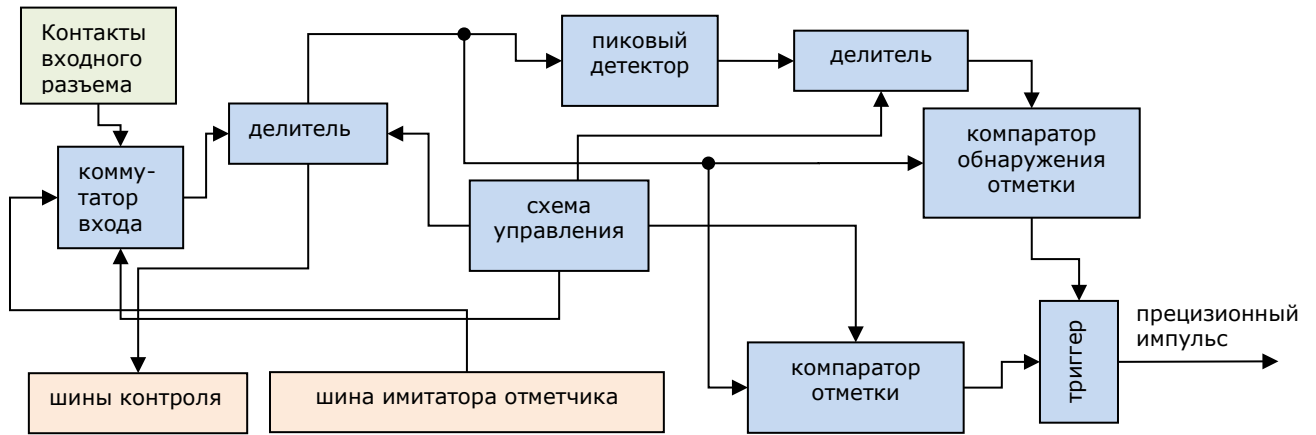 Контакты
входного
разъема
пиковый
детектор
делитель
делитель
компаратор
обнаружения
отметки
комму-
татор
входа
схема
управления
прецизионный
импульс
триггер
компаратор
отметки
шины контроля
шина имитатора отметчика